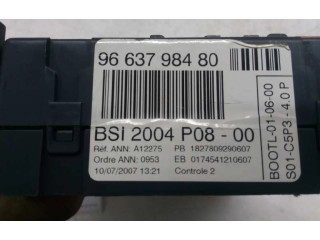 96 637 984 80
BSI 2004 P08 - 00
Réf. ANN: A12275 PB 1827809290607
Ordre ANN: 0953 EB 0174541210607
10/07/2007 13:21 Controle 2
BOOTL-01-06-00
S01-C5P3 - 4.0 P